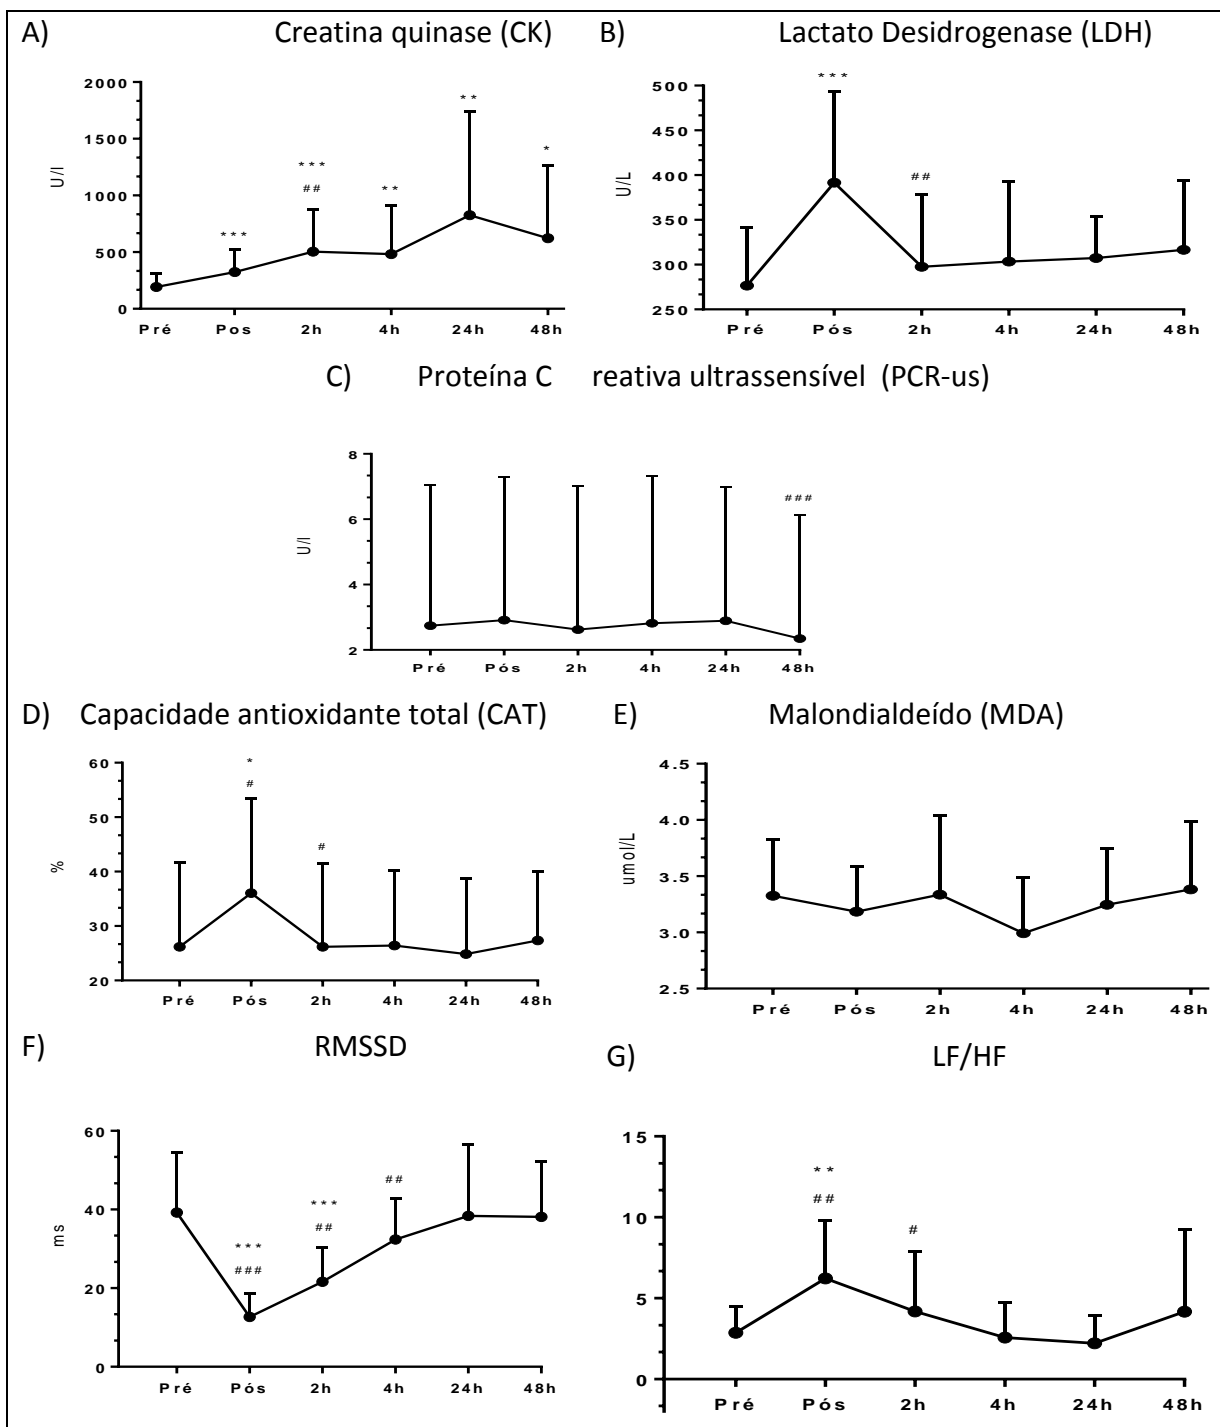 A) Creatina quinase (CK)
2000
1500
1000
500
0
U/l
***
***
##
**
**
*
Pré Pos 2h 4h 24h 48h
B) Lactato Desidrogenase (LDH)
500
450
400
350
300
250
U/L
***
##
Pré Pós 2h 4h 24h 48h
C) Proteína C reativa ultrassensível (PCR-us)
8
6
4
2
U/l
###
Pré Pós 2h 4h 24h 48h
D) Capacidade antioxidante total (CAT)
60
50
40
30
20
%
*
#
#
Pré Pós 2h 4h 24h 48h
E) Malondialdeído (MDA)
4.5
4.0
3.5
3.0
2.5
umol/L
Pré Pós 2h 4h 24h 48h
F) RMSSD
60
40
20
0
ms
***
###
***
##
##
Pré Pós 2h 4h 24h 48h
G) LF/HF
15
10
5
0
**
##
#
Pré Pós 2h 4h 24h 48h